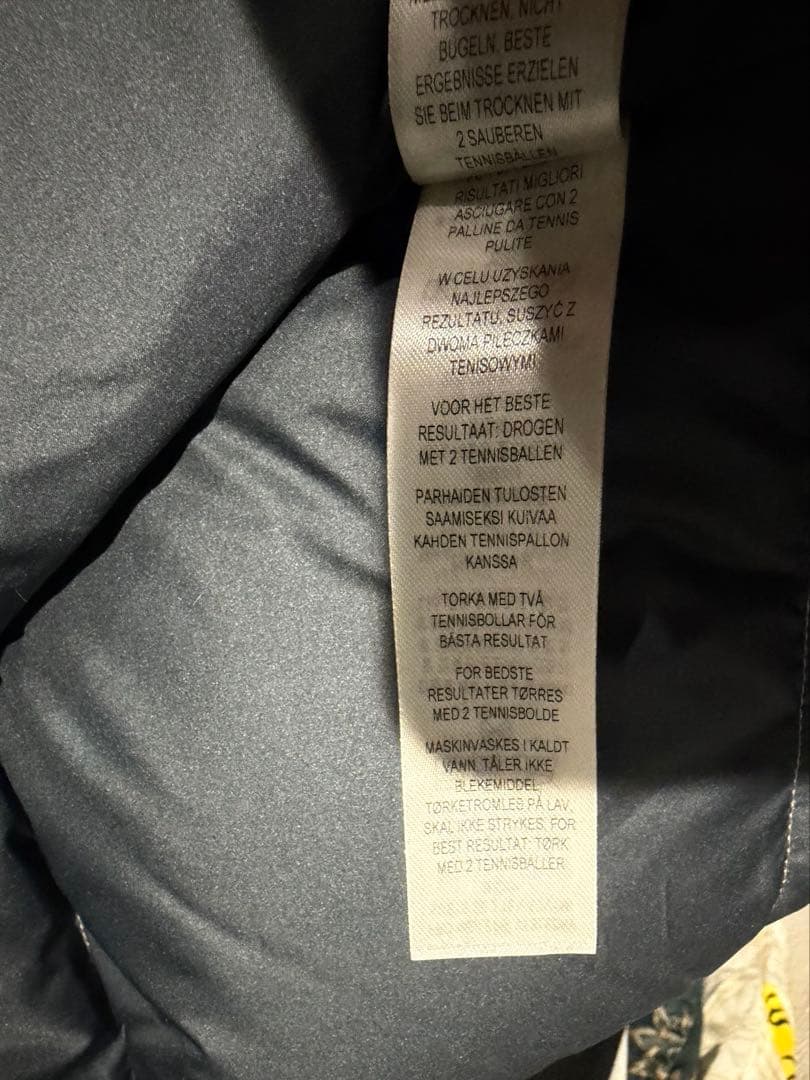 TROCKNEN, NICHT
BÜGELN. BESTE
ERGEBNISSE ERZIELEN
SIE BEIM TROCKNEN MIT
2 SAUBEREN
TENNISBÄLLEN
RISULTATI MIGLIORI
ASCIUGARE CON 2
PALLINE DA TENNIS
PULITE
W CELU UZYSKANIA
NAJLEPSZEGO
REZULTATU, SUSZYĆ Z
DWOMA PIŁECZKAMI
TENISOWYMI
VOOR HET BESTE
RESULTAAT: DROGEN
MET 2 TENNISBALLEN
PARHAIDEN TULOSTEN
SAAMISEKSI KUIVAA
KAHDEN TENNISPALLON
KANSSA
TORKA MED TVÅ
TENNISBOLLAR FÖR
BÄSTA RESULTAT
FOR BEDSTE
RESULTATER TØRRES
MED 2 TENNISBOLDE
MASKINVASKES I KALDT
VANN, TÅLER IKKE
BLEKEMIDDEL,
TØRKETROMLES PÅ LAV,
SKAL IKKE STRYKES, FOR
BEST RESULTAT: TØRK
MED 2 TENNISBALLER